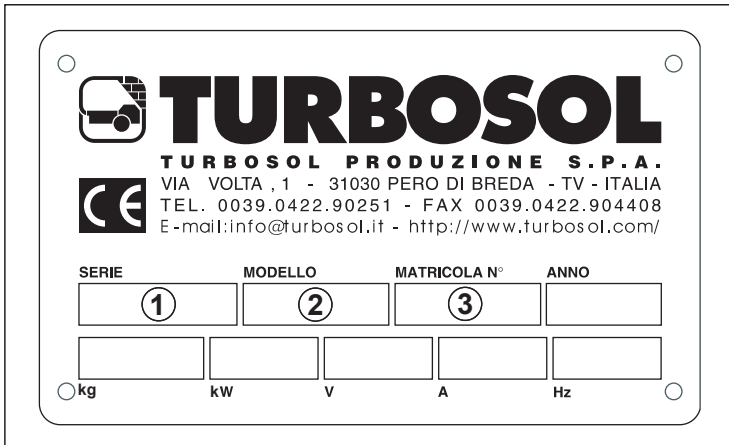 TURBOSOL
TURBOSOL PRODUZIONE S.P.A.
CE
VIA VOLTA , 1 - 31030 PERO DI BREDA - TV - ITALIA
TEL. 0039.0422.90251 - FAX 0039.0422.904408
E-mail:info@turbosol.it - http://www.turbosol.com/
SERIE MODELLO MATRICOLA N° ANNO
1 2 3
kg kW V A Hz